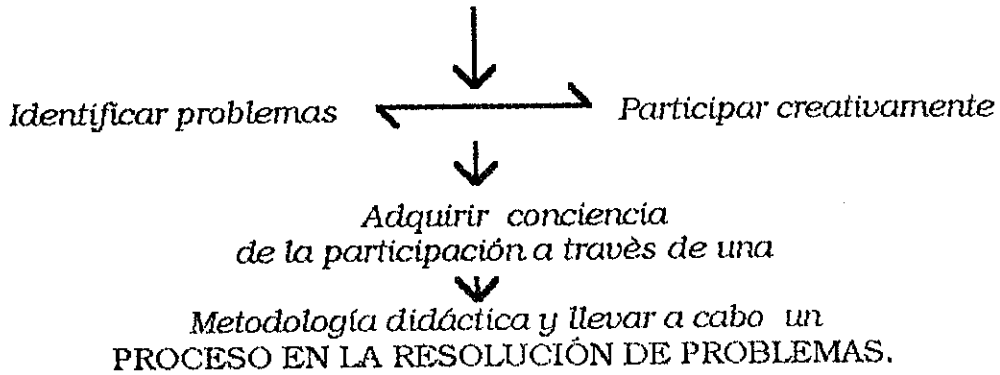 Identificar problemas Participar creativamente
Adquirir conciencia
de la participación a travès de una
Metodología didáctica y llevar a cabo un
PROCESO EN LA RESOLUCIÓN DE PROBLEMAS.